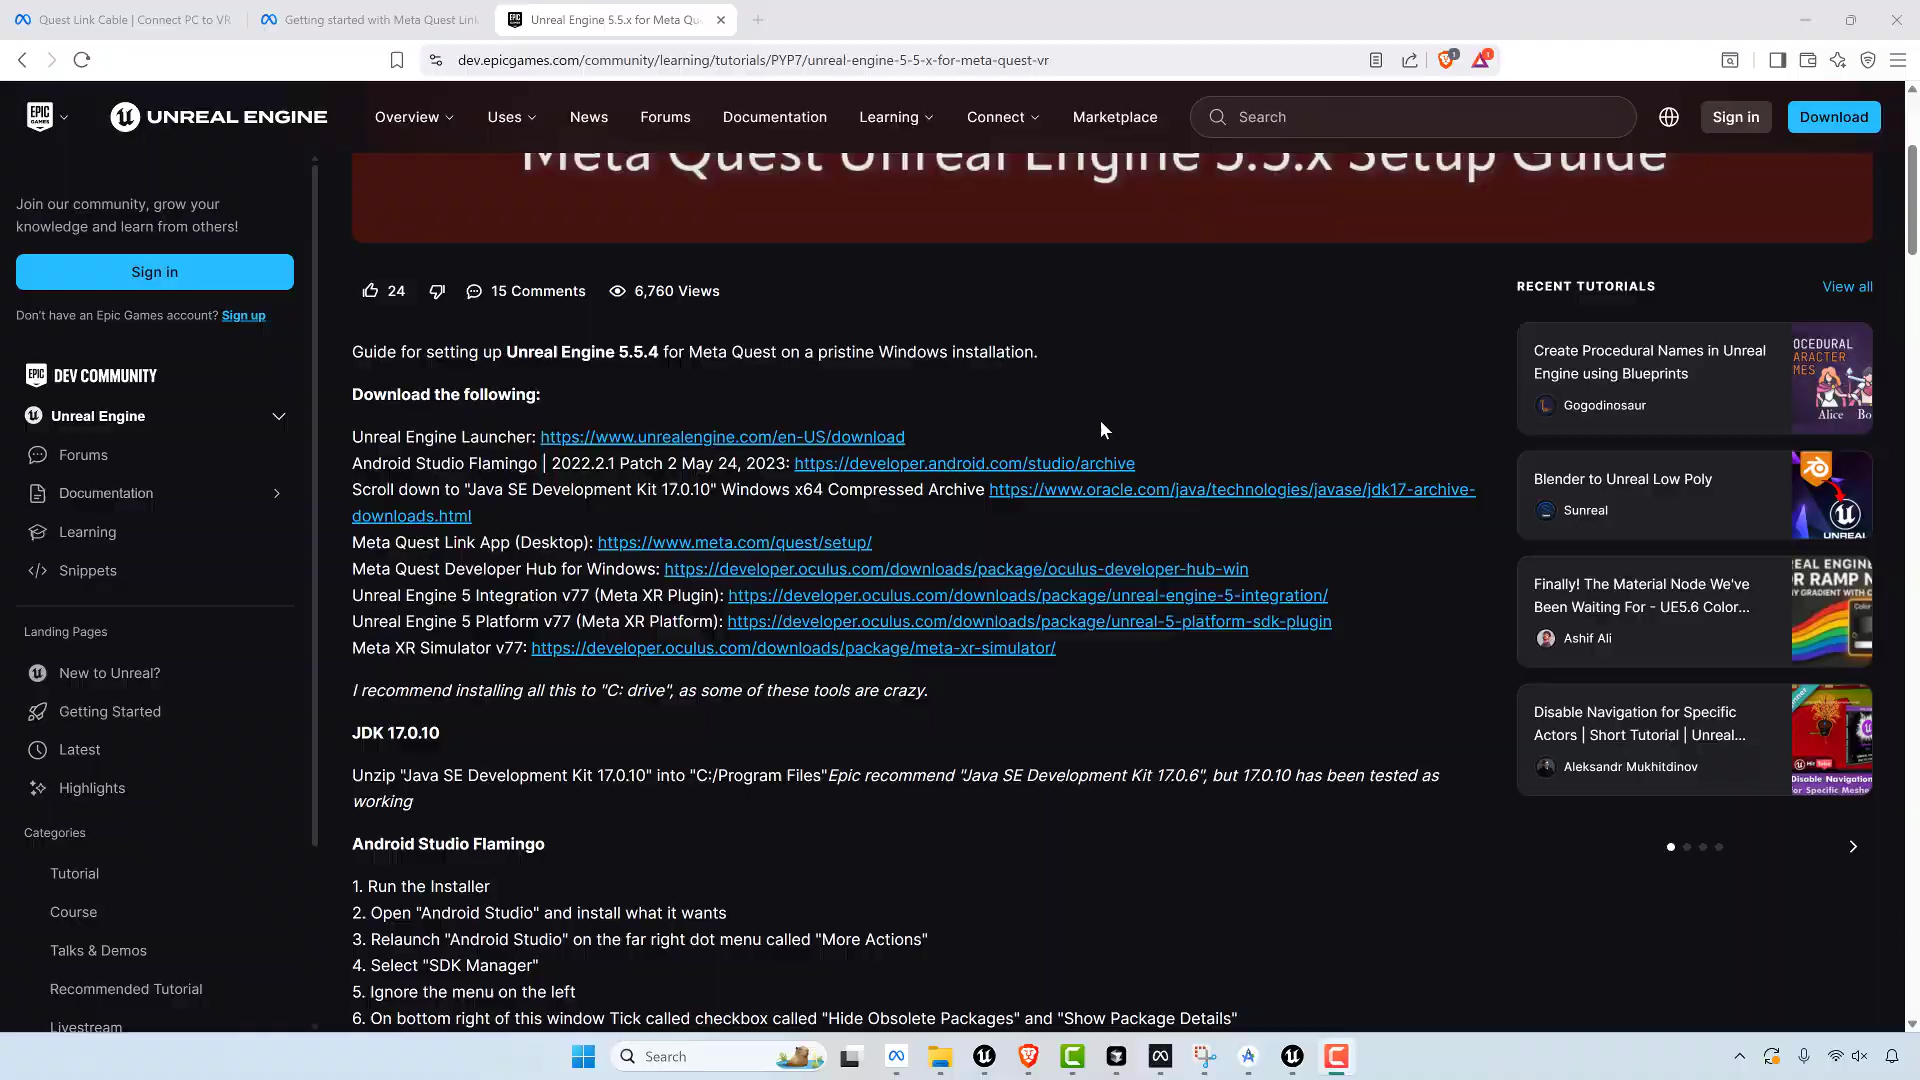 Quest Link Cable | Connect PC to VR
Getting started with Meta Quest Link
Unreal Engine 5.5.x for Meta Qu
dev.epicgames.com/community/learning/tutorials/PYP7/unreal-engine-5-5-x-for-meta-quest-vr
1
1
EPIC GAMES
UNREAL ENGINE
Overview
Uses
News
Forums
Documentation
Learning
Connect
Marketplace
Search
Sign in
Download
Join our community, grow your
knowledge and learn from others!
Sign in
Don't have an Epic Games account? Sign up
EPIC DEV COMMUNITY
Unreal Engine
Forums
Documentation
Learning
Snippets
Landing Pages
New to Unreal?
Getting Started
Latest
Highlights
Categories
Tutorial
Course
Talks & Demos
Recommended Tutorial
Livestream
Meta Quest Unreal Engine 5.5.x Setup Guide
24
15 Comments
6,760 Views
Guide for setting up Unreal Engine 5.5.4 for Meta Quest on a pristine Windows installation.
Download the following:
Unreal Engine Launcher: https://www.unrealengine.com/en-US/download
Android Studio Flamingo | 2022.2.1 Patch 2 May 24, 2023: https://developer.android.com/studio/archive
Scroll down to "Java SE Development Kit 17.0.10" Windows x64 Compressed Archive https://www.oracle.com/java/technologies/javase/jdk17-archive-
downloads.html
Meta Quest Link App (Desktop): https://www.meta.com/quest/setup/
Meta Quest Developer Hub for Windows: https://developer.oculus.com/downloads/package/oculus-developer-hub-win
Unreal Engine 5 Integration v77 (Meta XR Plugin): https://developer.oculus.com/downloads/package/unreal-engine-5-integration/
Unreal Engine 5 Platform v77 (Meta XR Platform): https://developer.oculus.com/downloads/package/unreal-5-platform-sdk-plugin
Meta XR Simulator v77: https://developer.oculus.com/downloads/package/meta-xr-simulator/
I recommend installing all this to "C: drive", as some of these tools are crazy.
JDK 17.0.10
Unzip "Java SE Development Kit 17.0.10" into "C:/Program Files"Epic recommend "Java SE Development Kit 17.0.6", but 17.0.10 has been tested as
working
Android Studio Flamingo
1. Run the Installer
2. Open "Android Studio" and install what it wants
3. Relaunch "Android Studio" on the far right dot menu called "More Actions"
4. Select "SDK Manager"
5. Ignore the menu on the left
6. On bottom right of this window Tick called checkbox called "Hide Obsolete Packages" and "Show Package Details"
RECENT TUTORIALS
View all
Create Procedural Names in Unreal
Engine using Blueprints
Gogodinosaur
Alice Bo
Blender to Unreal Low Poly
Sunreal
UNREAL
Finally! The Material Node We've
Been Waiting For - UE5.6 Color...
Ashif Ali
Disable Navigation for Specific
Actors | Short Tutorial | Unreal...
Aleksandr Mukhitdinov
Disable Navigation
for Specific Meshe
Search